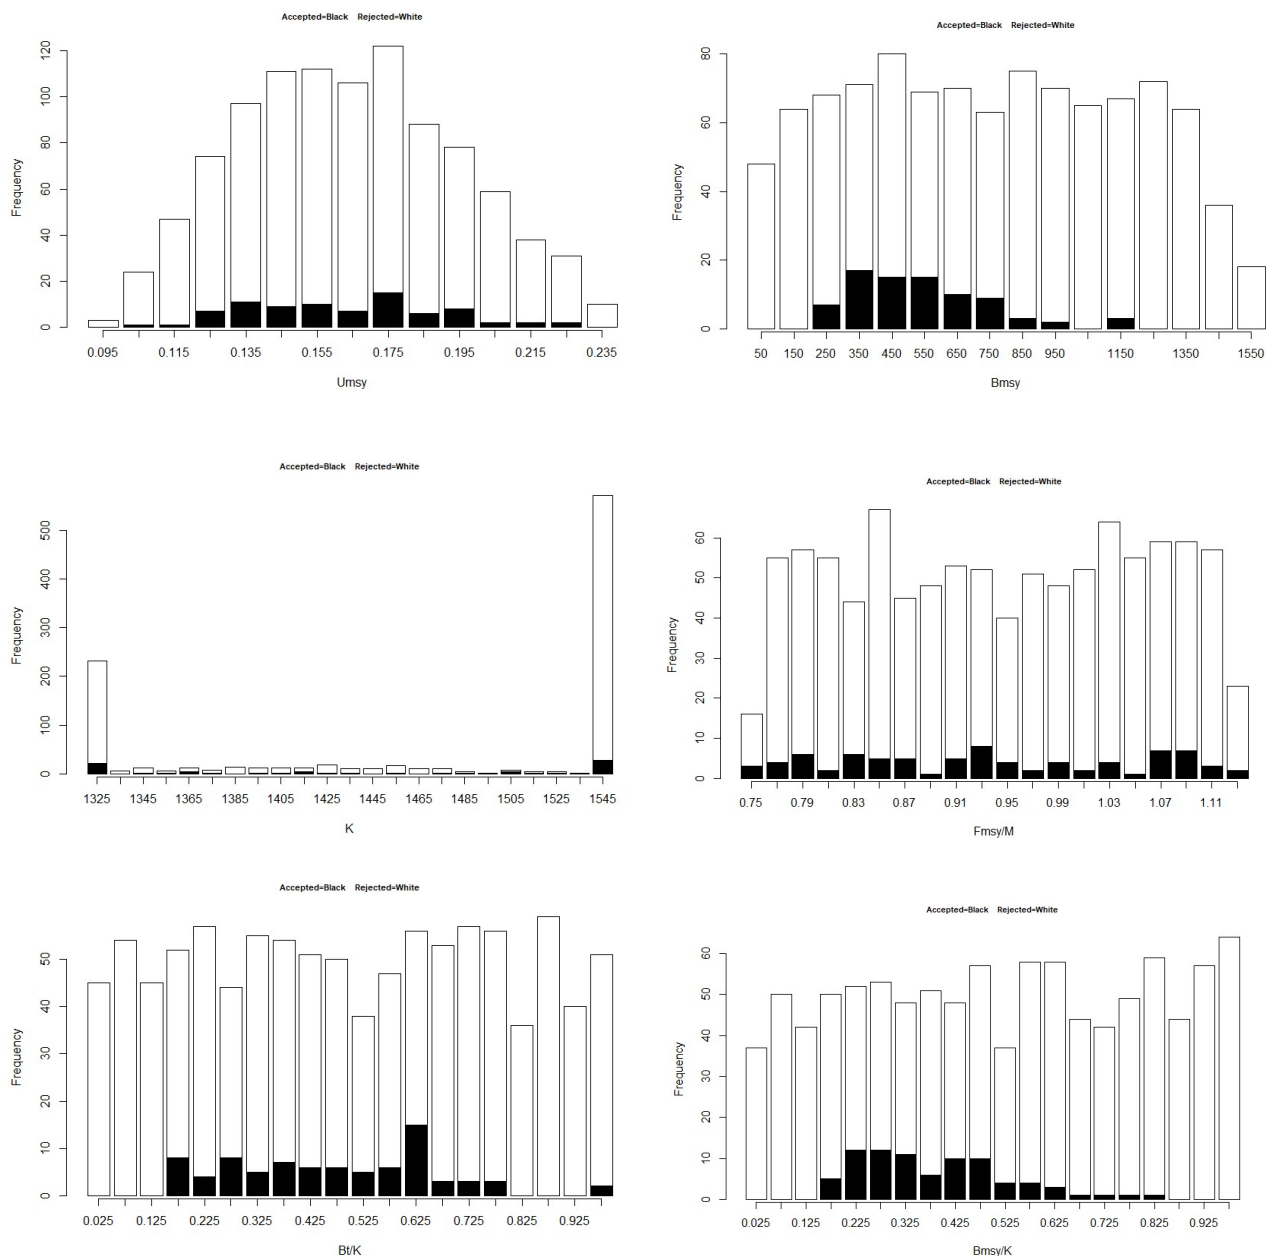 Accepted=Black Rejected=White
Frequency
0 20 40 60 80 100 120
0.095 0.115 0.135 0.155 0.175 0.195 0.215 0.235
Umsy
Accepted=Black Rejected=White
Frequency
0 20 40 60 80
50 150 250 350 450 550 650 750 850 950 1150 1350 1550
Bmsy
Accepted=Black Rejected=White
Frequency
0 100 200 300 400 500
1325 1345 1365 1385 1405 1425 1445 1465 1485 1505 1525 1545
K
Accepted=Black Rejected=White
Frequency
0 10 20 30 40 50 60
0.75 0.79 0.83 0.87 0.91 0.95 0.99 1.03 1.07 1.11
Fmsy/M
Accepted=Black Rejected=White
Frequency
0 10 20 30 40 50
0.025 0.125 0.225 0.325 0.425 0.525 0.625 0.725 0.825 0.925
Bt/K
Accepted=Black Rejected=White
Frequency
0 10 20 30 40 50 60
0.025 0.125 0.225 0.325 0.425 0.525 0.625 0.725 0.825 0.925
Bmsy/K